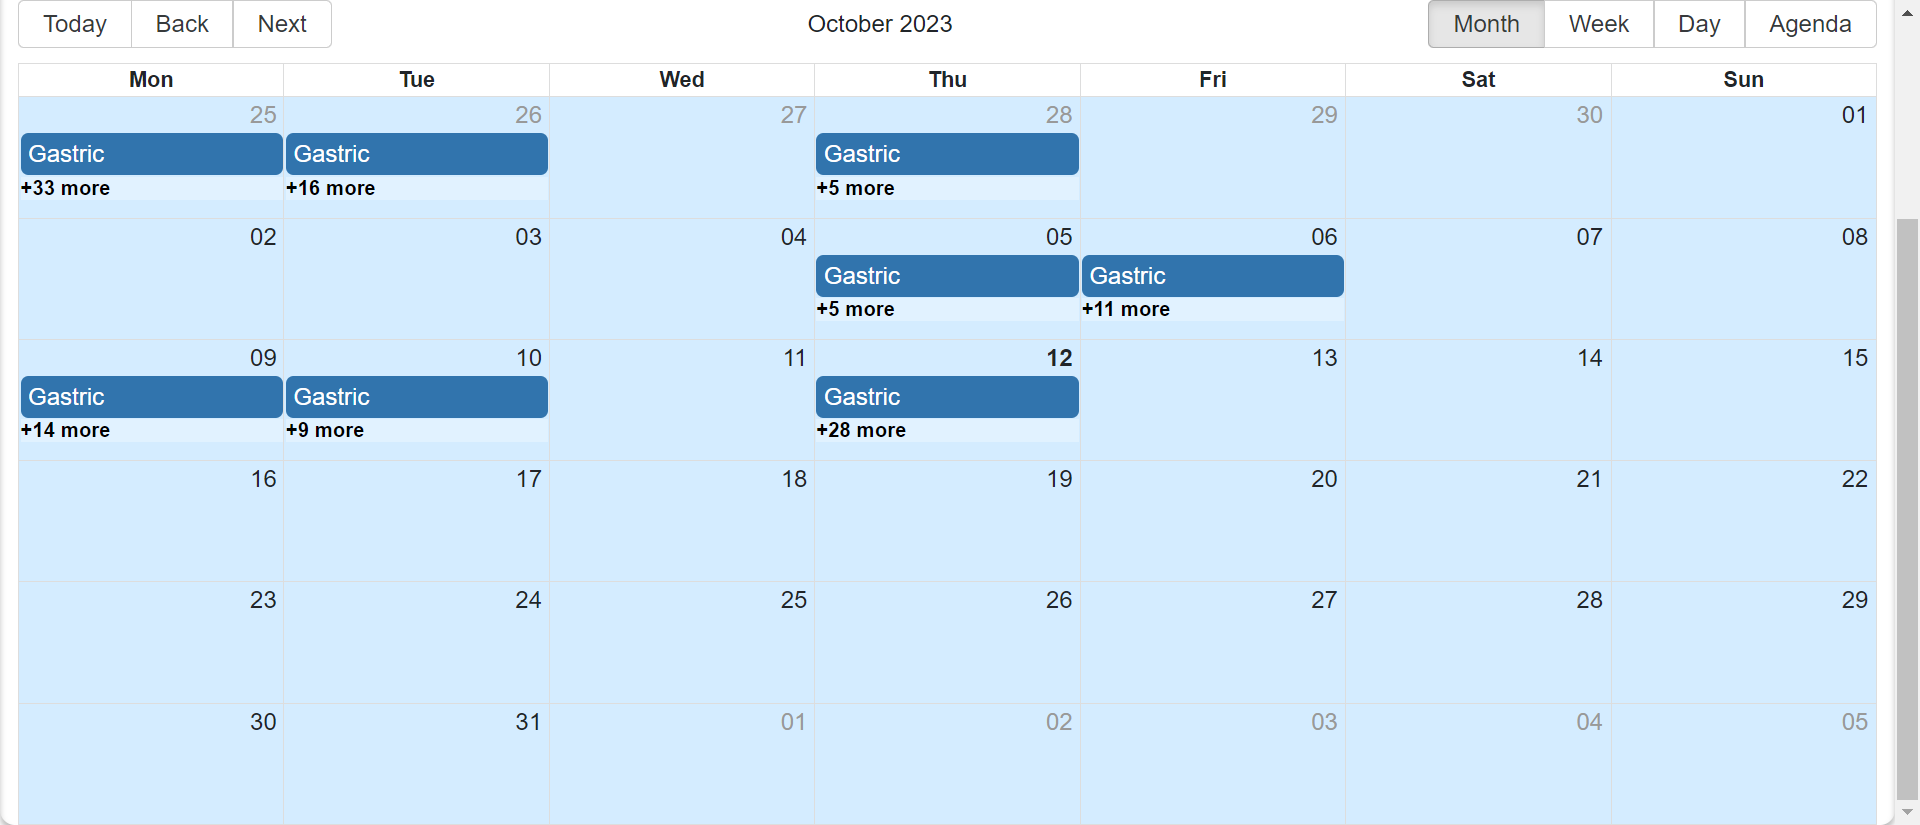 Today Back Next October 2023 Month Week Day Agenda
Mon Tue Wed Thu Fri Sat Sun
25 26 27 28 29 30 01
Gastric Gastric Gastric
+33 more +16 more +5 more
02 03 04 05 06 07 08
Gastric Gastric
+5 more +11 more
09 10 11 12 13 14 15
Gastric Gastric Gastric
+14 more +9 more +28 more
16 17 18 19 20 21 22
23 24 25 26 27 28 29
30 31 01 02 03 04 05